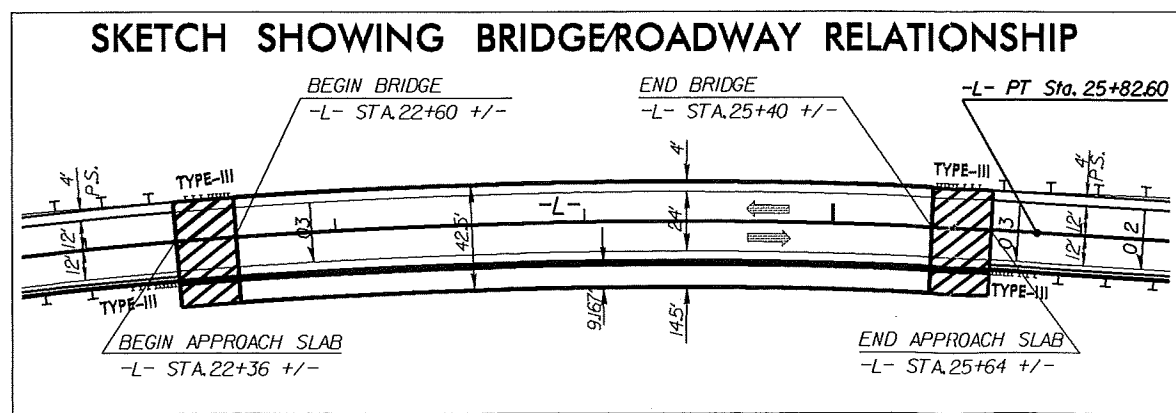 SKETCH SHOWING BRIDGE/ROADWAY RELATIONSHIP
BEGIN BRIDGE
-L- STA.22+60 +/-
END BRIDGE
-L- STA.25+40 +/-
-L- PT Sta. 25+82.60
4'
P.S.
TYPE-III
4'
TYPE-III
4'
P.S.
12' 12'
.03
42.5'
-L-
24'
.03
12' 12'
.02
TYPE-III
9.167'
14.5'
TYPE-III
BEGIN APPROACH SLAB
-L- STA.22+36 +/-
END APPROACH SLAB
-L- STA.25+64 +/-